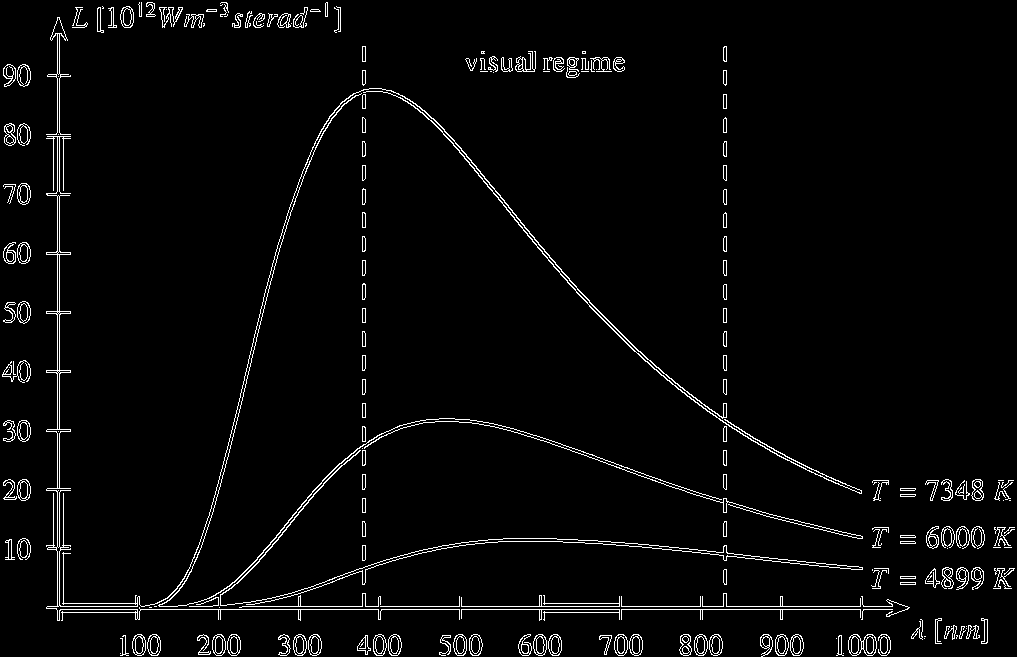 L [10¹²Wm⁻³sterad⁻¹]
visual regime
90
80
70
60
50
40
30
20
10
T = 7348 K
T = 6000 K
T = 4899 K
100 200 300 400 500 600 700 800 900 1000
λ [nm]